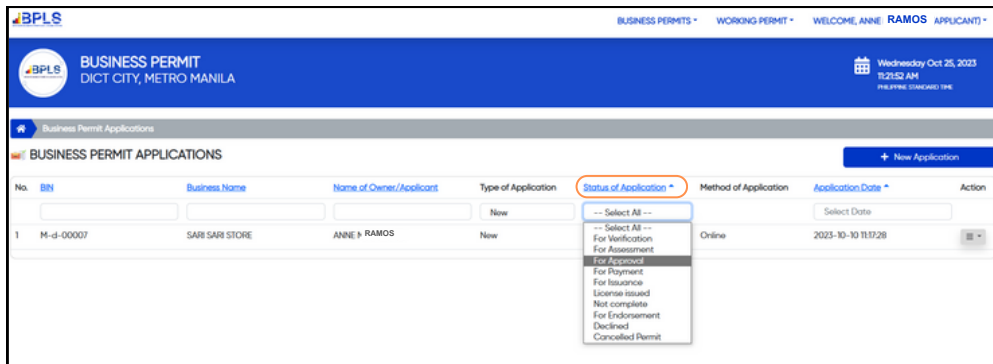 BPLS
BUSINESS PERMITS
WORKING PERMIT
WELCOME, ANNE RAMOS APPLICANT)
BPLS
BUSINESS PERMIT
DICT CITY, METRO MANILA
Wednesday Oct 25, 2023
11:21:52 AM
PHILIPPINE STANDARD TIME
Business Permit Applications
BUSINESS PERMIT APPLICATIONS
+ New Application
No. BIN Business Name Name of Owner/Applicant Type of Application Status of Application Method of Application Application Date Action
New -- Select All -- Select Date
1 M-d-00007 SARI SARI STORE ANNE RAMOS New Online 2023-10-10 11:17:28
-- Select All --
For Verification
For Assessment
For Approval
For Payment
For Issuance
License issued
Not complete
For Endorsement
Declined
Cancelled Permit